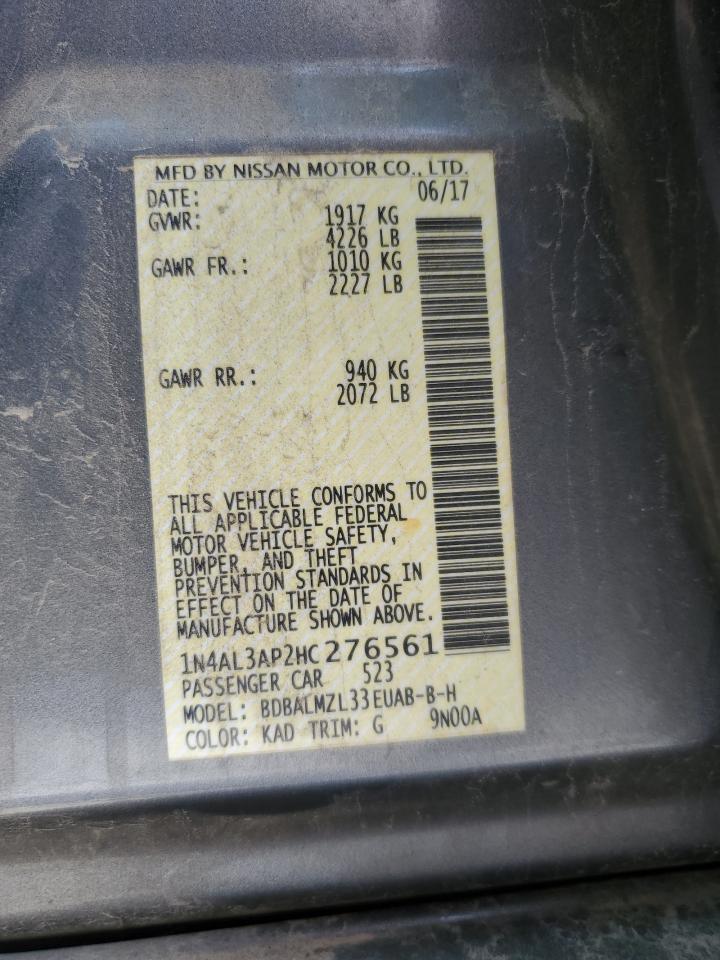 MFD BY NISSAN MOTOR CO., LTD.
DATE: 06/17
GVWR: 1917 KG
4226 LB
GAWR FR.: 1010 KG
2227 LB
GAWR RR.: 940 KG
2072 LB
THIS VEHICLE CONFORMS TO
ALL APPLICABLE FEDERAL
MOTOR VEHICLE SAFETY,
BUMPER, AND THEFT
PREVENTION STANDARDS IN
EFFECT ON THE DATE OF
MANUFACTURE SHOWN ABOVE.
1N4AL3AP2HC276561
PASSENGER CAR 523
MODEL: BDBALMZL33EUAB-B-H
COLOR: KAD TRIM: G 9N00A